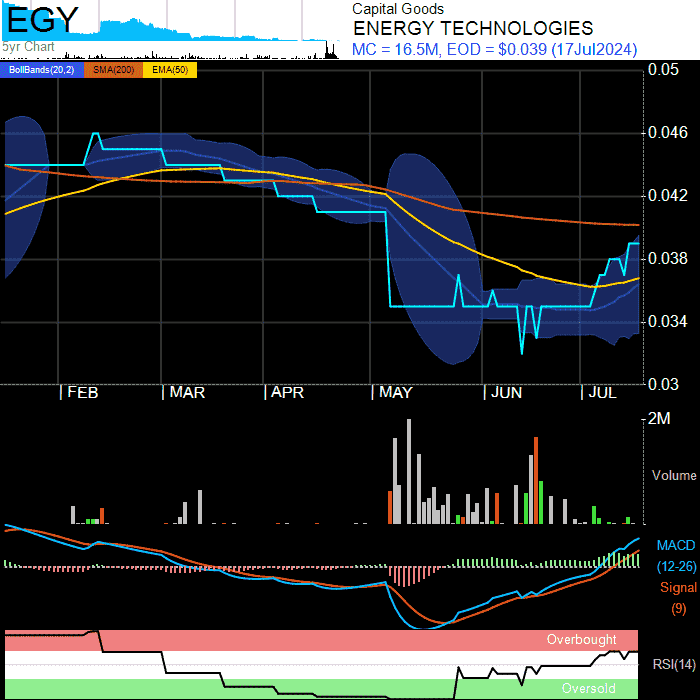 EGY
5yr Chart
Capital Goods
ENERGY TECHNOLOGIES
MC = 16.5M, EOD = $0.039 (17Jul2024)
BollBands(20,2) SMA(200) EMA(50)
0.05
0.046
0.042
0.038
0.034
0.03
FEB MAR APR MAY JUN JUL
2M
Volume
MACD
(12-26)
Signal
(9)
Overbought
RSI(14)
Oversold